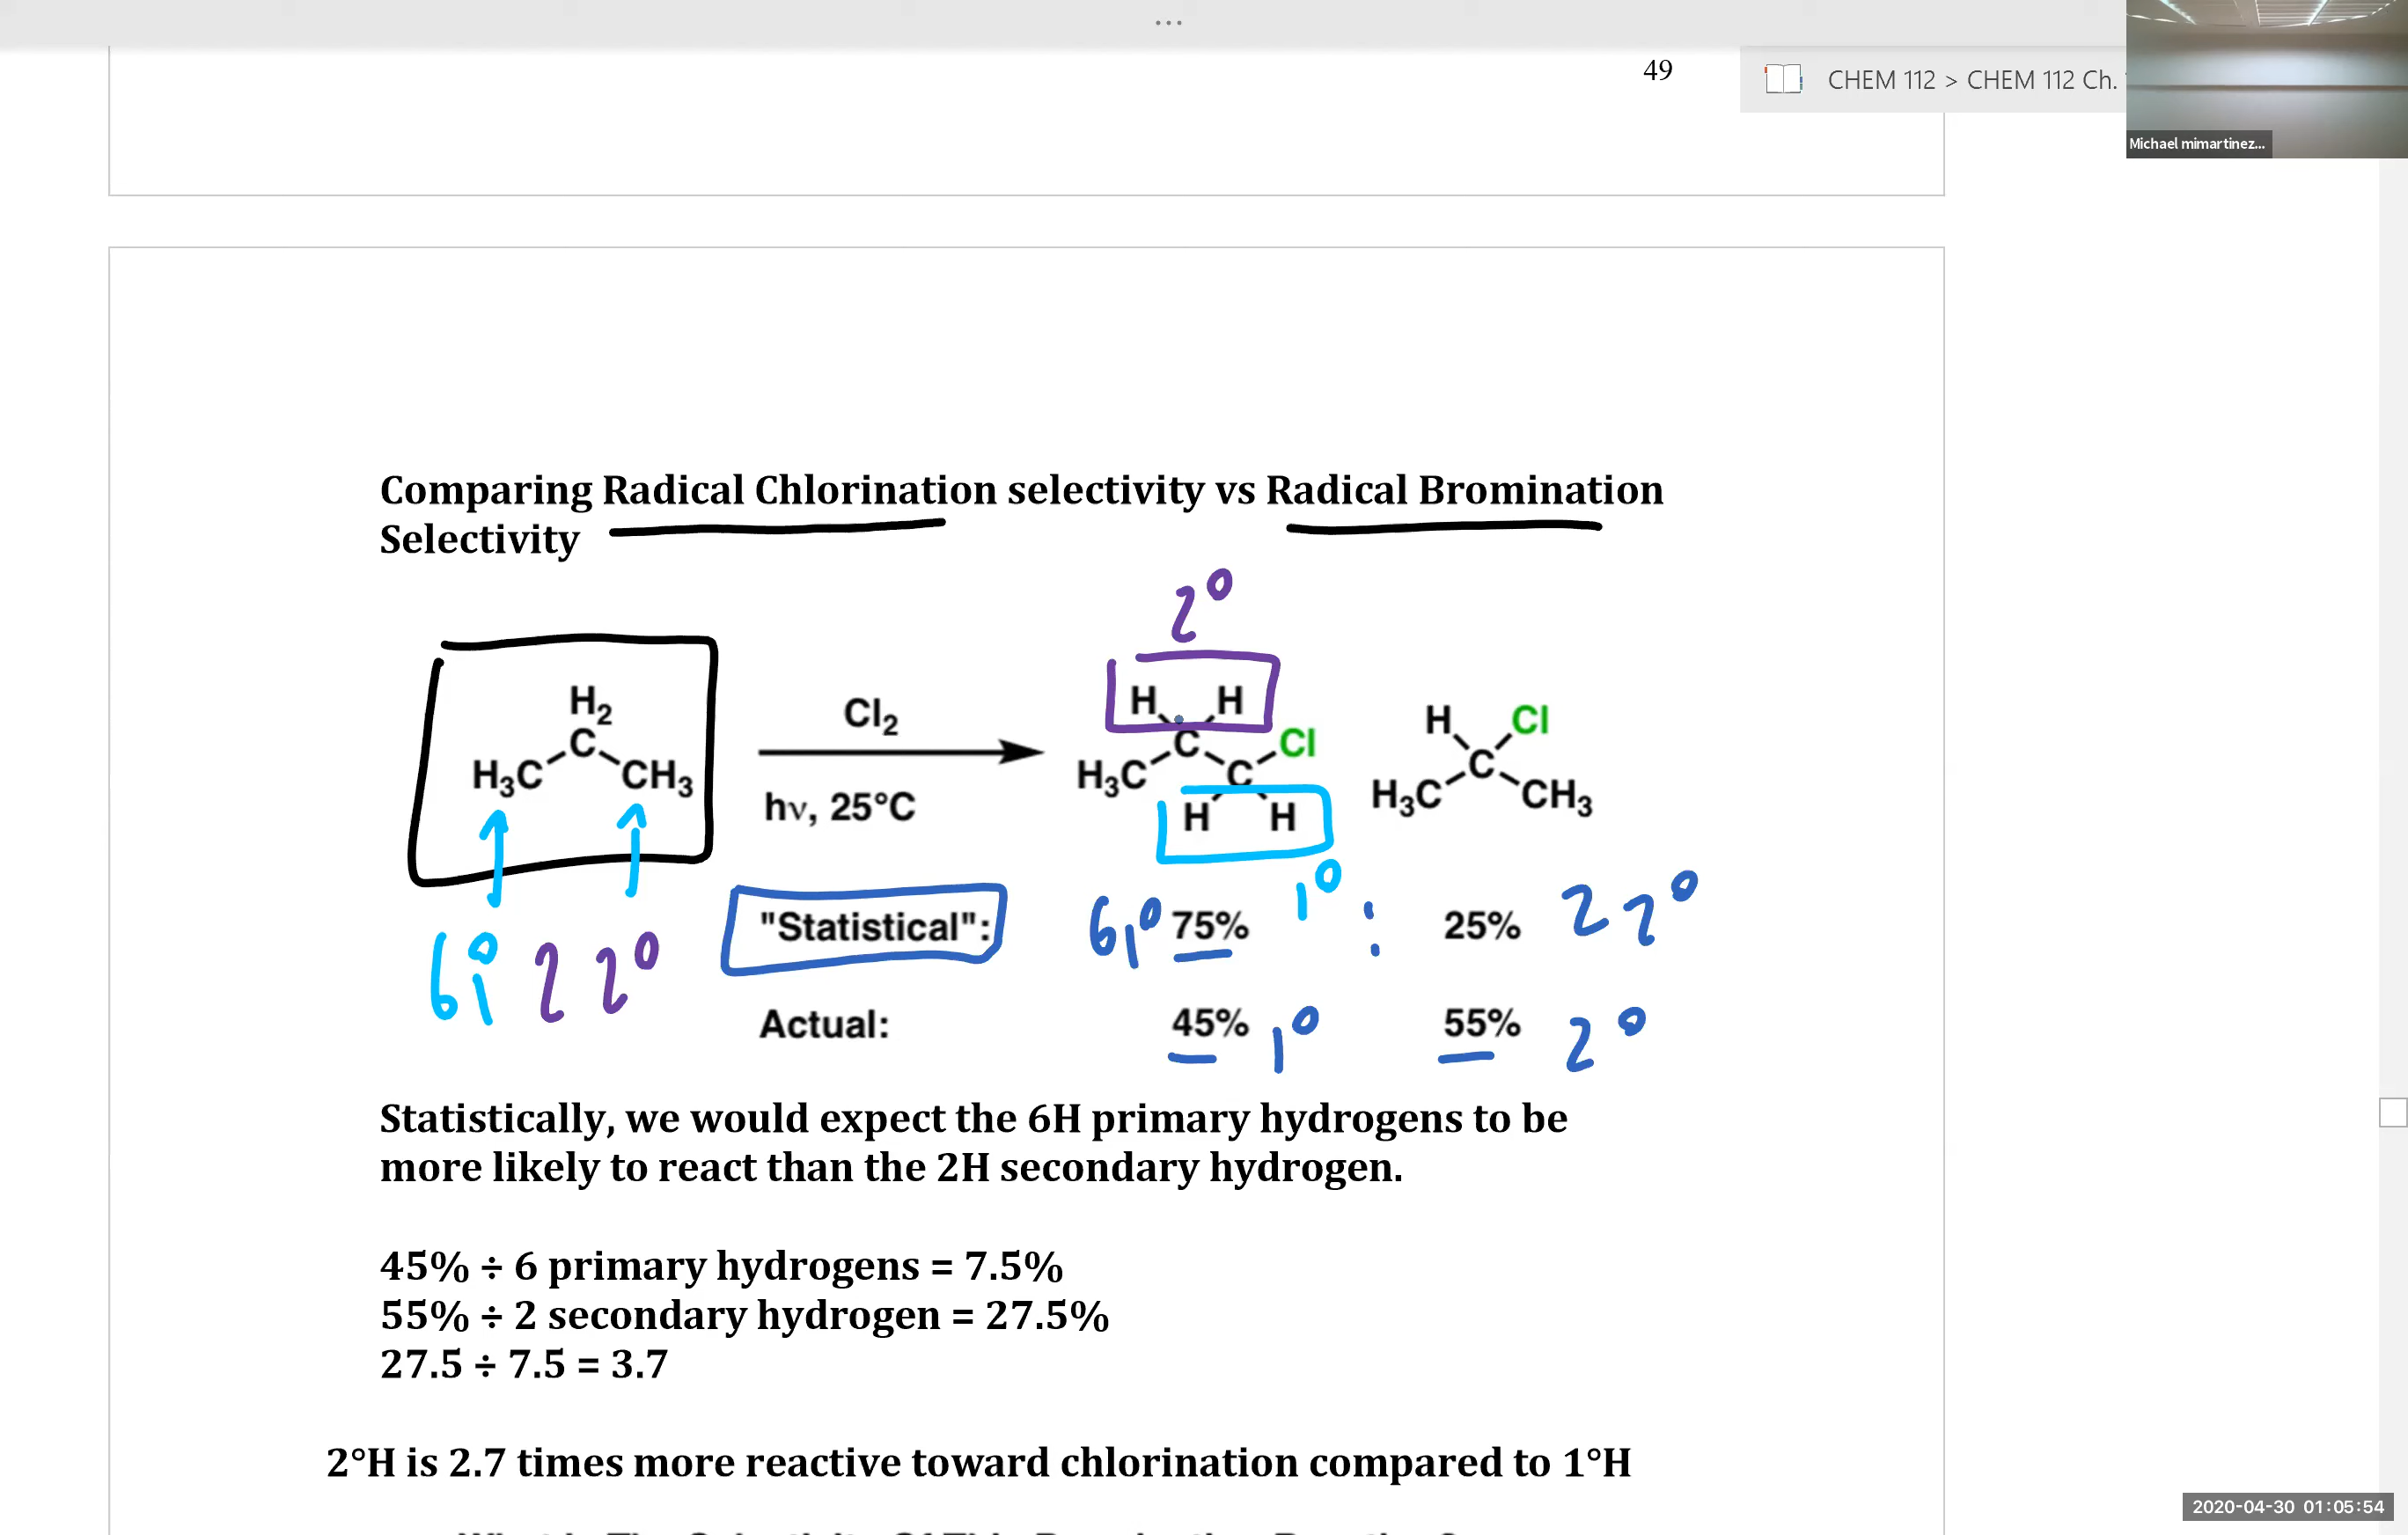 ...
49
CHEM 112 > CHEM 112 Ch.
Michael mimartinez...
Comparing Radical Chlorination selectivity vs Radical Bromination
Selectivity
2°
H₂
C
H₃C CH₃
Cl₂
hν, 25°C
H H
C Cl
H₃C C
H H
H Cl
C
H₃C CH₃
1°
6 1° 2 2°
"Statistical": 6 1° 75% : 25% 2 2°
Actual: 45% 1° 55% 2°
Statistically, we would expect the 6H primary hydrogens to be
more likely to react than the 2H secondary hydrogen.
45% ÷ 6 primary hydrogens = 7.5%
55% ÷ 2 secondary hydrogen = 27.5%
27.5 ÷ 7.5 = 3.7
2°H is 2.7 times more reactive toward chlorination compared to 1°H
2020-04-30 01:05:54